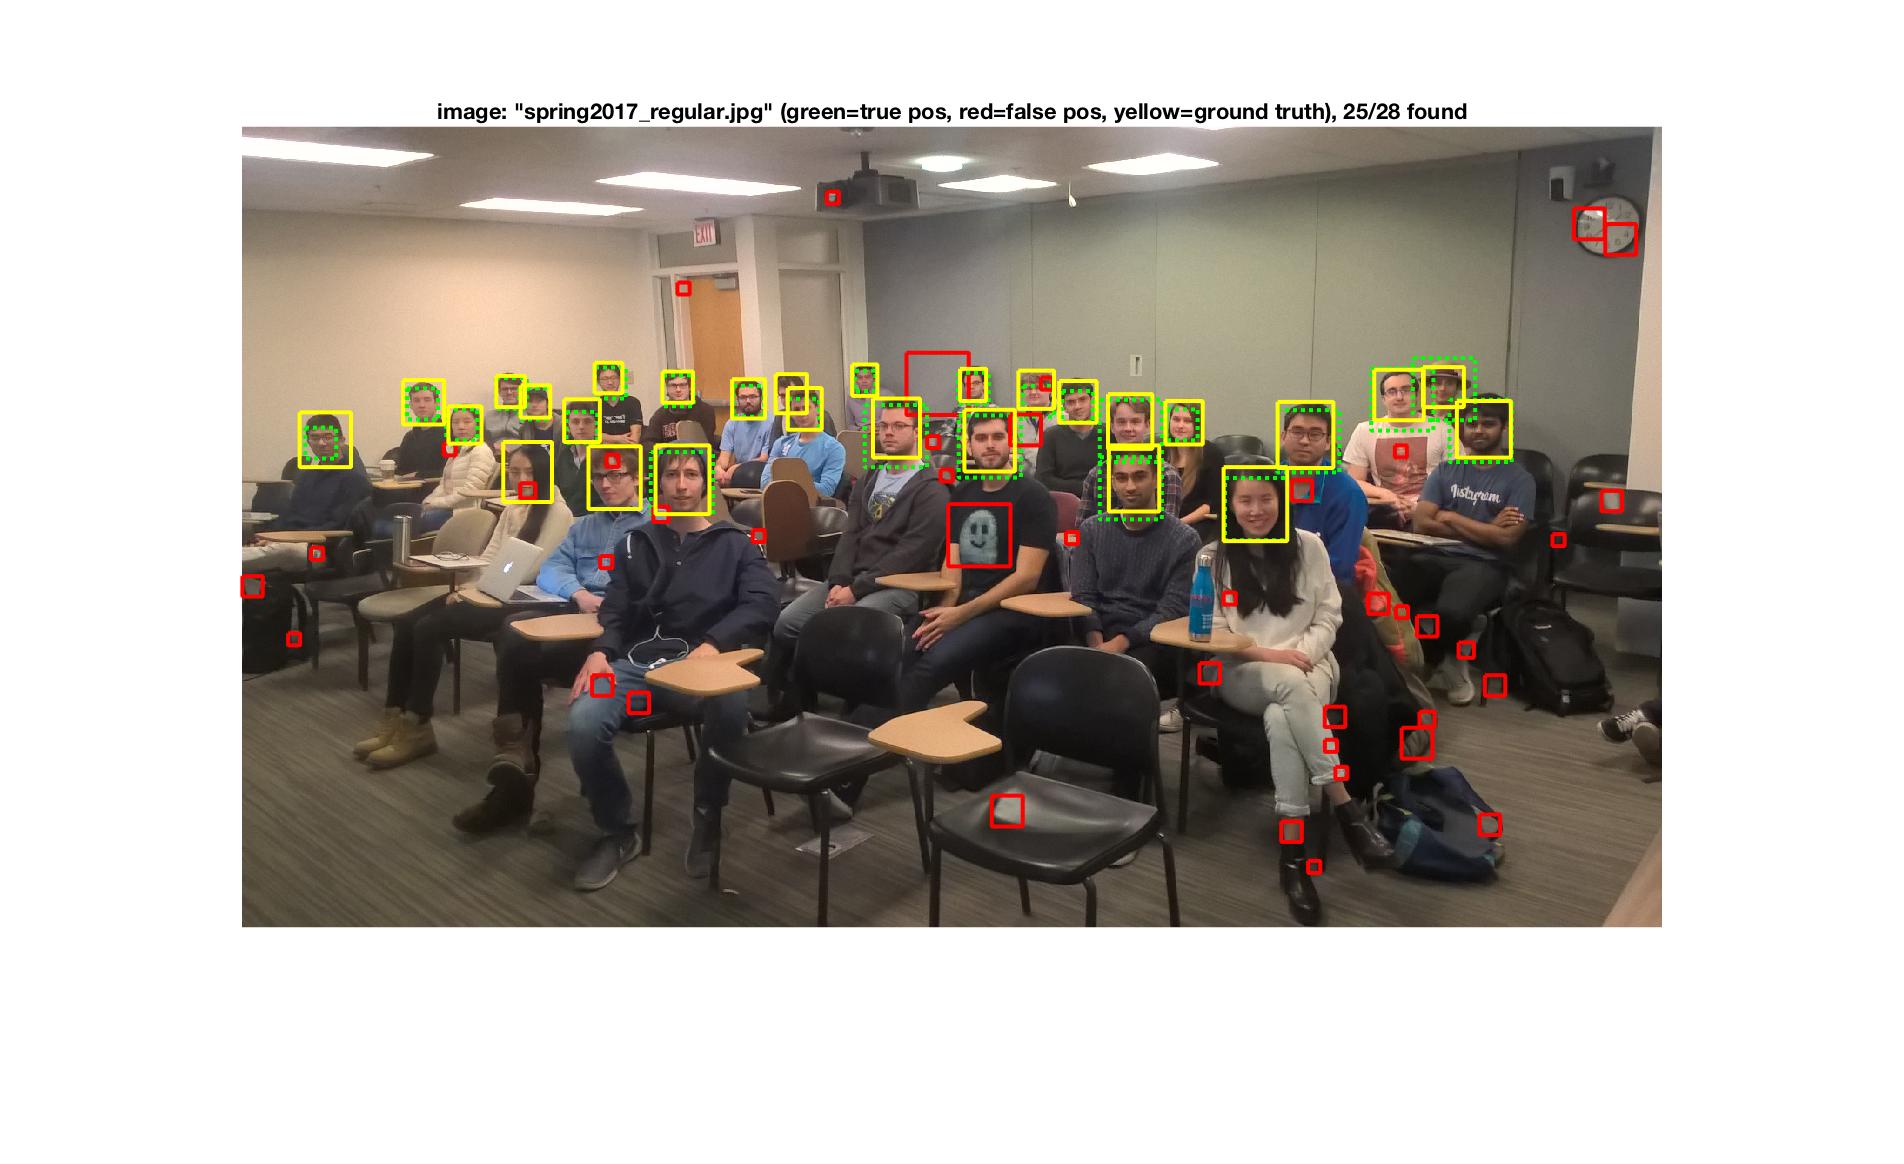 image: "spring2017_regular.jpg" (green=true pos, red=false pos, yellow=ground truth), 25/28 found
EXIT
Instagram